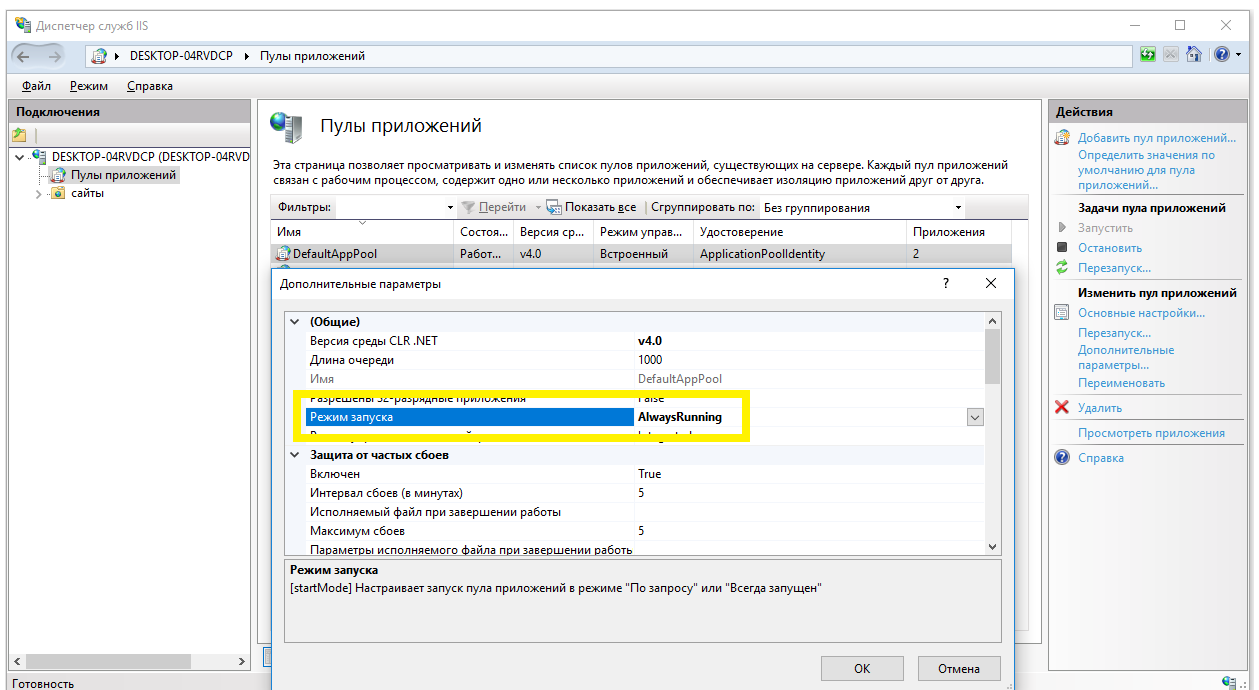 Диспетчер служб IIS
DESKTOP-04RVDCP
Пулы приложений
Файл Режим Справка
Подключения
DESKTOP-04RVDCP (DESKTOP-04RVD
Пулы приложений
сайты
Пулы приложений
Эта страница позволяет просматривать и изменять список пулов приложений, существующих на сервере. Каждый пул приложений
связан с рабочим процессом, содержит одно или несколько приложений и обеспечивает изоляцию приложений друг от друга.
Фильтры: Перейти Показать все Сгруппировать по: Без группирования
Имя Состоя... Версия ср... Режим управ... Удостоверение Приложения
DefaultAppPool Работ... v4.0 Встроенный ApplicationPoolIdentity 2
Дополнительные параметры ?
(Общие)
Версия среды CLR .NET v4.0
Длина очереди 1000
Имя DefaultAppPool
Разрешены 32-разрядные приложения False
Режим запуска AlwaysRunning
Защита от частых сбоев
Включен True
Интервал сбоев (в минутах) 5
Исполняемый файл при завершении работы
Максимум сбоев 5
Параметры исполняемого файла при завершении работь
Режим запуска
[startMode] Настраивает запуск пула приложений в режиме "По запросу" или "Всегда запущен"
OK Отмена
Действия
Добавить пул приложений...
Определить значения по
умолчанию для пула
приложений...
Задачи пула приложений
Запустить
Остановить
Перезапуск...
Изменить пул приложений
Основные настройки...
Перезапуск...
Дополнительные
параметры...
Переименовать
Удалить
Просмотреть приложения
Справка
Готовность